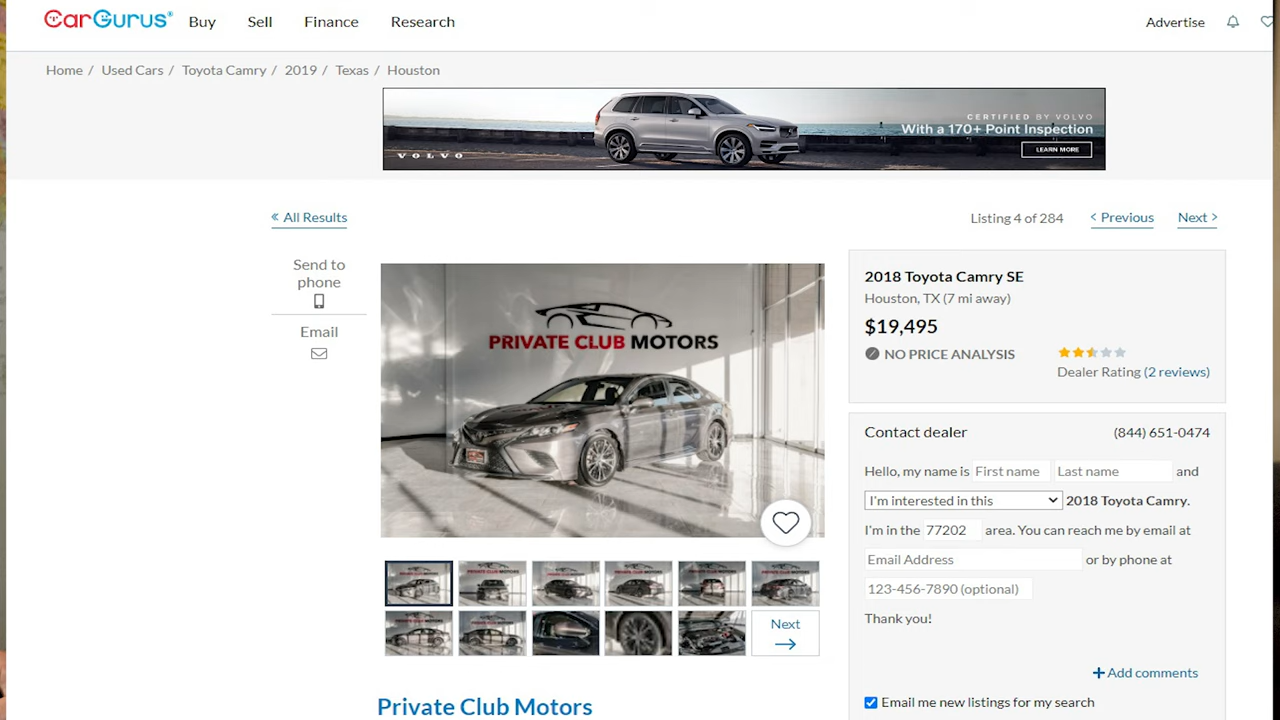 CarGurus
Buy Sell Finance Research Advertise
Home / Used Cars / Toyota Camry / 2019 / Texas / Houston
CERTIFIED BY VOLVO
With a 170+ Point Inspection
LEARN MORE
VOLVO
« All Results
Listing 4 of 284
< Previous
Next >
Send to
phone
Email
PRIVATE CLUB MOTORS
2018 Toyota Camry SE
Houston, TX (7 mi away)
$19,495
NO PRICE ANALYSIS
Dealer Rating (2 reviews)
Contact dealer (844) 651-0474
Hello, my name is First name Last name and
I'm interested in this 2018 Toyota Camry.
I'm in the 77202 area. You can reach me by email at
Email Address or by phone at
123-456-7890 (optional)
Thank you!
+Add comments
Email me new listings for my search
Next
Private Club Motors